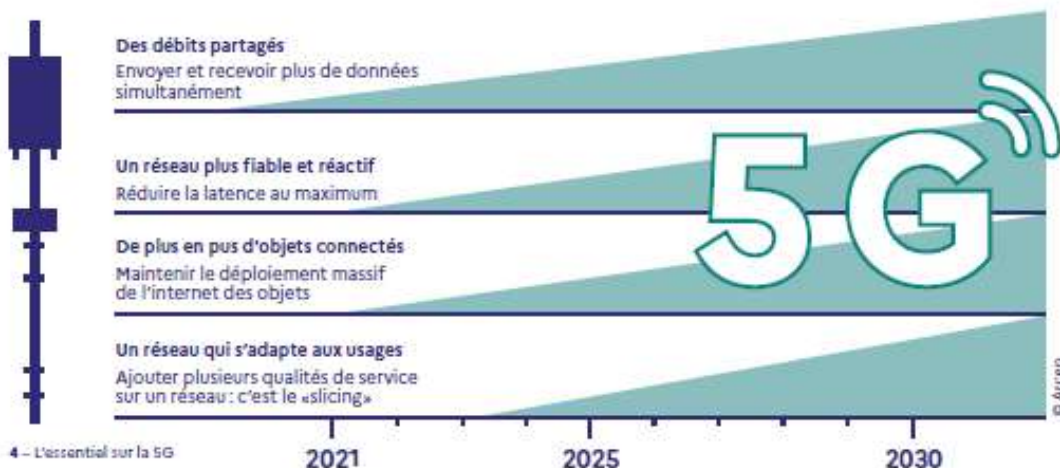 Des débits partagés
Envoyer et recevoir plus de données
simultanément
Un réseau plus fiable et réactif
Réduire la latence au maximum
5G
De plus en pus d'objets connectés
Maintenir le déploiement massif
de l'internet des objets
Un réseau qui s'adapte aux usages
Ajouter plusieurs qualités de service
sur un réseau : c'est le «slicing»
© Arcep
4 – L'essentiel sur la 5G
2021 2025 2030